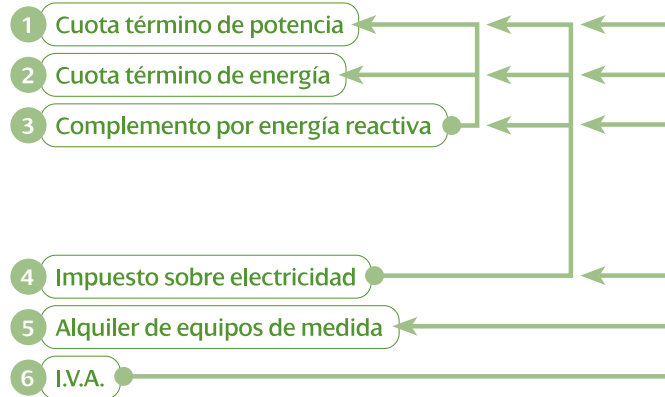 1 Cuota término de potencia
2 Cuota término de energía
3 Complemento por energía reactiva
4 Impuesto sobre electricidad
5 Alquiler de equipos de medida
6 I.V.A.